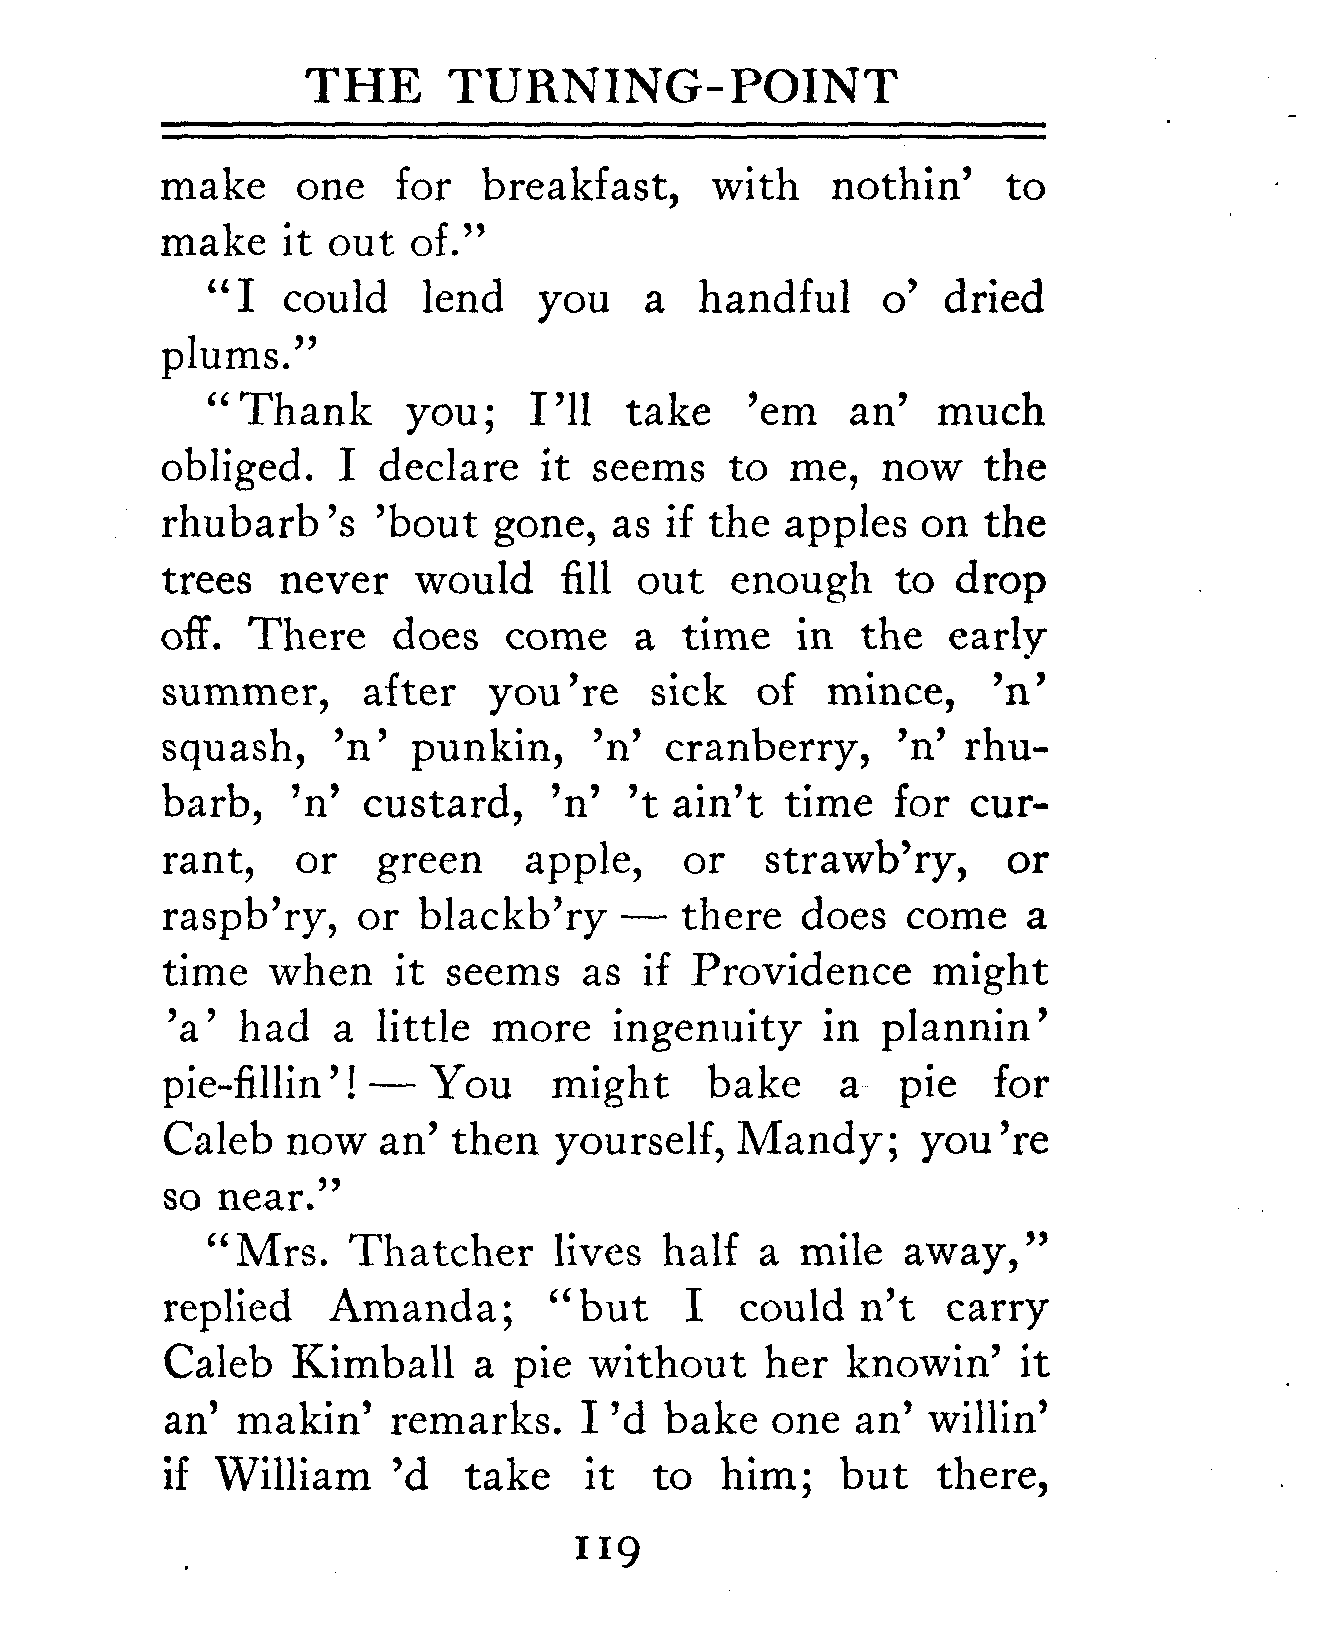 THE TURNING-POINT
make one for breakfast, with nothin' to
make it out of."
"I could lend you a handful o' dried
plums."
"Thank you; I'll take 'em an' much
obliged. I declare it seems to me, now the
rhubarb's 'bout gone, as if the apples on the
trees never would fill out enough to drop
off. There does come a time in the early
summer, after you're sick of mince, 'n'
squash, 'n' punkin, 'n' cranberry, 'n' rhu-
barb, 'n' custard, 'n' 't ain't time for cur-
rant, or green apple, or strawb'ry, or
raspb'ry, or blackb'ry — there does come a
time when it seems as if Providence might
'a' had a little more ingenuity in plannin'
pie-fillin'! — You might bake a pie for
Caleb now an' then yourself, Mandy; you're
so near."
"Mrs. Thatcher lives half a mile away,"
replied Amanda; "but I could n't carry
Caleb Kimball a pie without her knowin' it
an' makin' remarks. I 'd bake one an' willin'
if William 'd take it to him; but there,
119